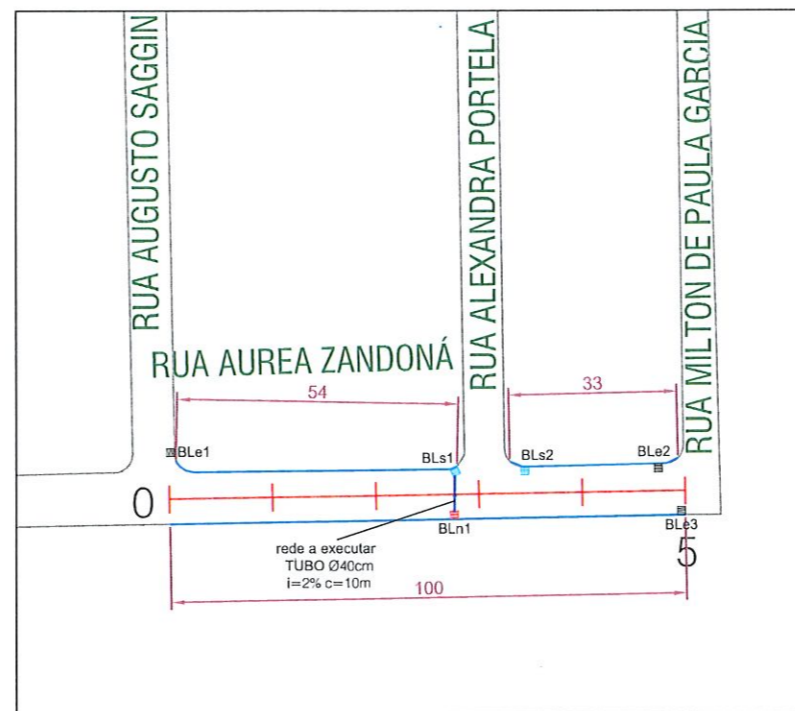 RUA AUGUSTO SAGGIN
RUA ALEXANDRA PORTELA
RUA MILTON DE PAULA GARCIA
RUA AUREA ZANDONÁ
54
33
BLe1
BLs1
BLs2
BLe2
0
BLn1
BLe3
5
rede a executar
TUBO Ø40cm
i=2% c=10m
100